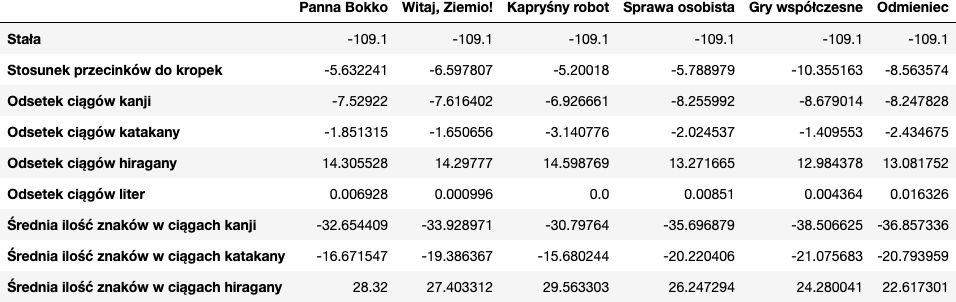 Panna Bokko Witaj, Ziemio! Kapryśny robot Sprawa osobista Gry współczesne Odmieniec
Stała -109.1 -109.1 -109.1 -109.1 -109.1 -109.1
Stosunek przecinków do kropek -5.632241 -6.597807 -5.20018 -5.788979 -10.355163 -8.563574
Odsetek ciągów kanji -7.52922 -7.616402 -6.926661 -8.255992 -8.679014 -8.247828
Odsetek ciągów katakany -1.851315 -1.650656 -3.140776 -2.024537 -1.409553 -2.434675
Odsetek ciągów hiragany 14.305528 14.29777 14.598769 13.271665 12.984378 13.081752
Odsetek ciągów liter 0.006928 0.000996 0.0 0.00851 0.004364 0.016326
Średnia ilość znaków w ciągach kanji -32.654409 -33.928971 -30.79764 -35.696879 -38.506625 -36.857336
Średnia ilość znaków w ciągach katakany -16.671547 -19.386367 -15.680244 -20.220406 -21.075683 -20.793959
Średnia ilość znaków w ciągach hiragany 28.32 27.403312 29.563303 26.247294 24.280041 22.617301